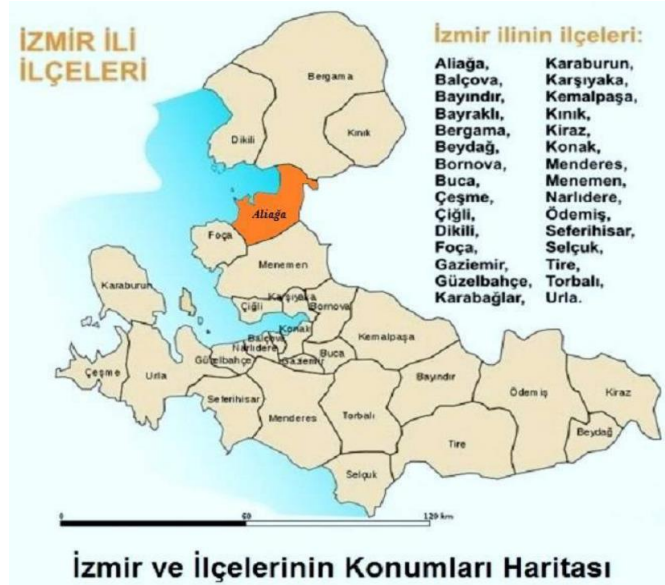 İZMİR İLİ
İLÇELERİ
İzmir ilinin ilçeleri:
Aliağa, Karaburun,
Balçova, Karşıyaka,
Bayındır, Kemalpaşa,
Bayraklı, Kınık,
Bergama, Kiraz,
Beydağ, Konak,
Bornova, Menderes,
Buca, Menemen,
Çeşme, Narlıdere,
Çiğli, Ödemiş,
Dikili, Seferihisar,
Foça, Selçuk,
Gaziemir, Tire,
Güzelbahçe, Torbalı,
Karabağlar, Urla.
Bergama
Dikili
Kınık
Aliağa
Foça
Menemen
Karaburun
Karşıyaka
Çiğli
Bornova
Konak
Balçova
Kemalpaşa
Narlıdere
Buca
Güzelbahçe
Gaziemir
Çeşme
Urla
Bayındır
Ödemiş
Kiraz
Seferihisar
Menderes
Torbalı
Beydağ
Tire
Selçuk
0 60 120 km
İzmir ve İlçelerinin Konumları Haritası